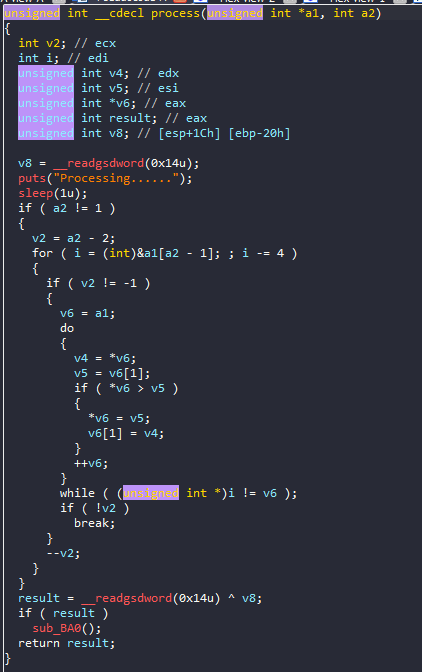 unsigned int __cdecl process(unsigned int *a1, int a2)
{
  int v2; // ecx
  int i; // edi
  unsigned int v4; // edx
  unsigned int v5; // esi
  unsigned int *v6; // eax
  unsigned int result; // eax
  unsigned int v8; // [esp+1Ch] [ebp-20h]

  v8 = __readgsdword(0x14u);
  puts("Processing......");
  sleep(1u);
  if ( a2 != 1 )
  {
    v2 = a2 - 2;
    for ( i = (int)&a1[a2 - 1]; ; i -= 4 )
    {
      if ( v2 != -1 )
      {
        v6 = a1;
        do
        {
          v4 = *v6;
          v5 = v6[1];
          if ( *v6 > v5 )
          {
            *v6 = v5;
            v6[1] = v4;
          }
          ++v6;
        }
        while ( (unsigned int *)i != v6 );
        if ( !v2 )
          break;
      }
      --v2;
    }
  }
  result = __readgsdword(0x14u) ^ v8;
  if ( result )
    sub_BA0();
  return result;
}